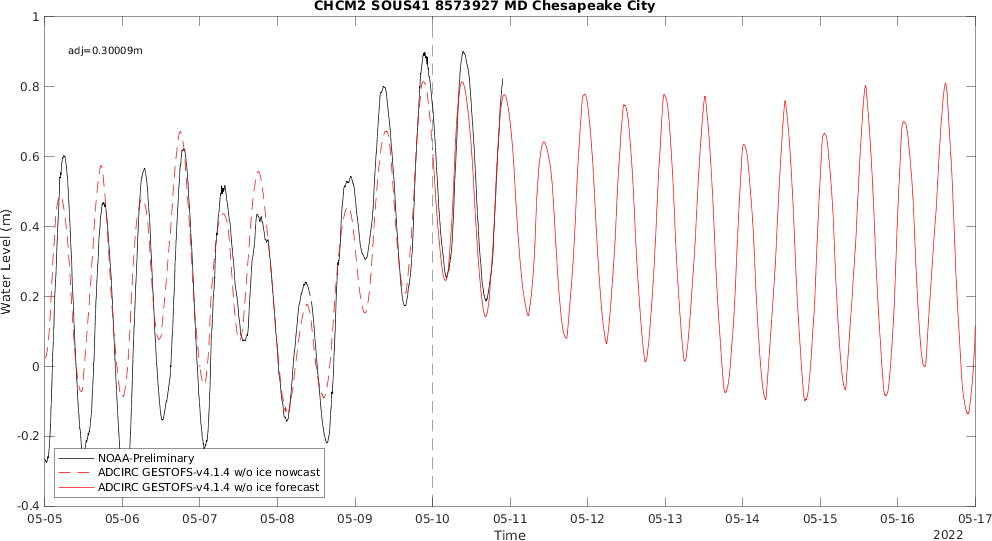 CHCM2 SOUS41 8573927 MD Chesapeake City
adj=0.30009m
Water Level (m)
1
0.8
0.6
0.4
0.2
0
-0.2
-0.4
NOAA-Preliminary
ADCIRC GESTOFS-v4.1.4 w/o ice nowcast
ADCIRC GESTOFS-v4.1.4 w/o ice forecast
05-05 05-06 05-07 05-08 05-09 05-10 05-11 05-12 05-13 05-14 05-15 05-16 05-17
Time
2022